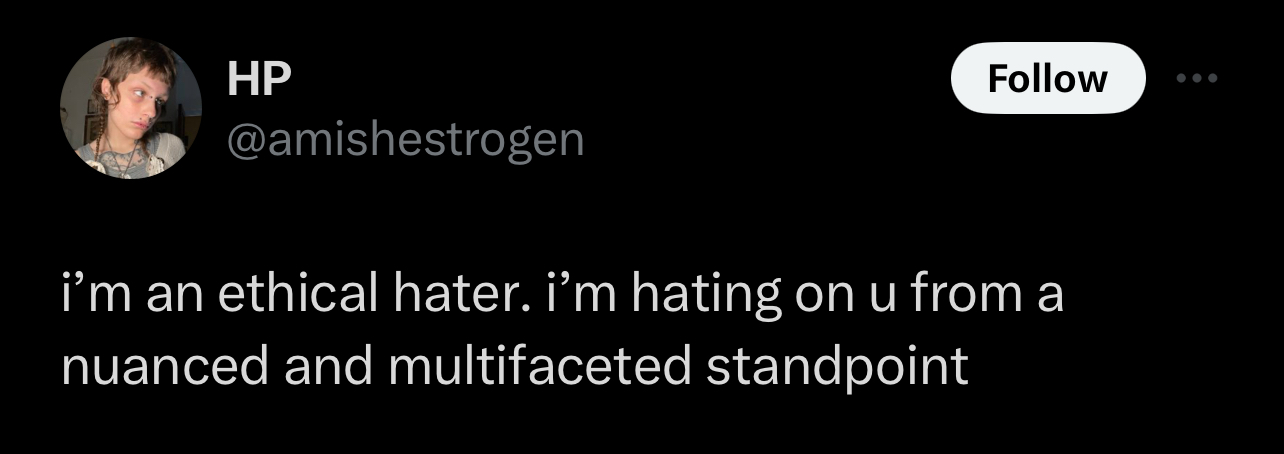 HP
Follow
@amishestrogen
i’m an ethical hater. i’m hating on u from a
nuanced and multifaceted standpoint